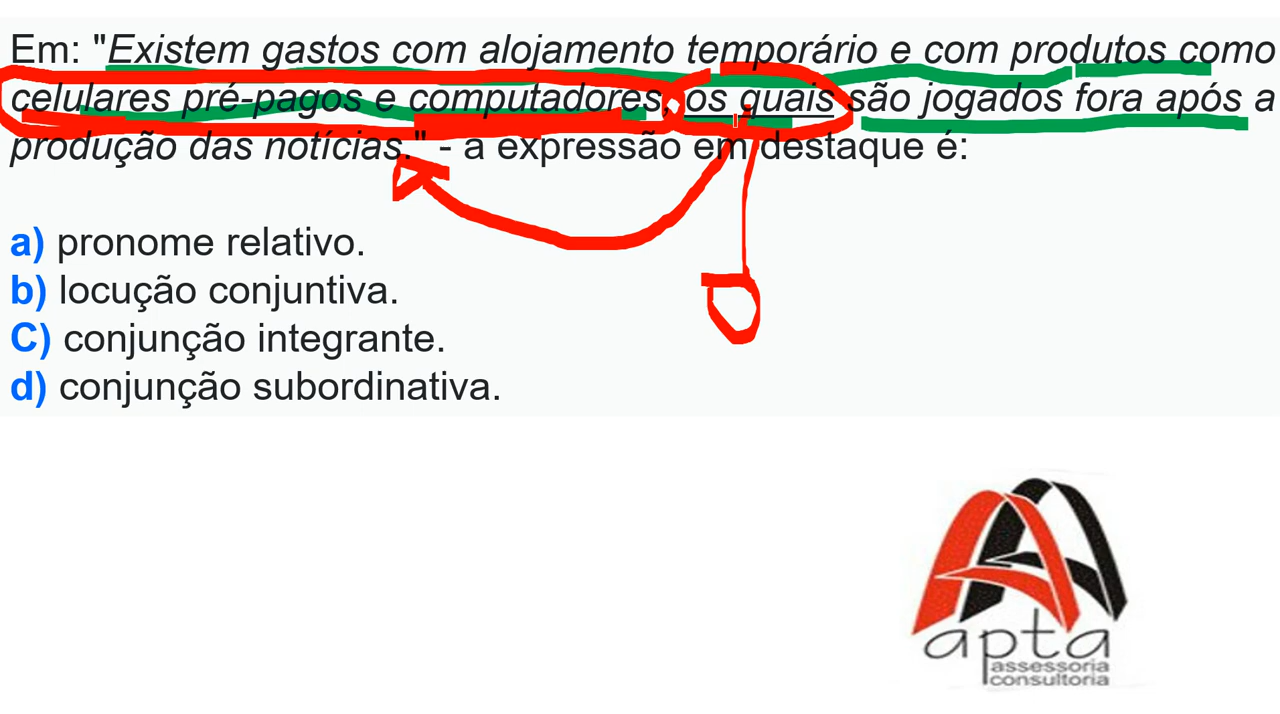 Em: "Existem gastos com alojamento temporário e com produtos como
celulares pré-pagos e computadores, os quais são jogados fora após a
produção das notícias." - a expressão em destaque é:
a) pronome relativo.
b) locução conjuntiva.
C) conjunção integrante.
d) conjunção subordinativa.
apta
assessoria
consultoria